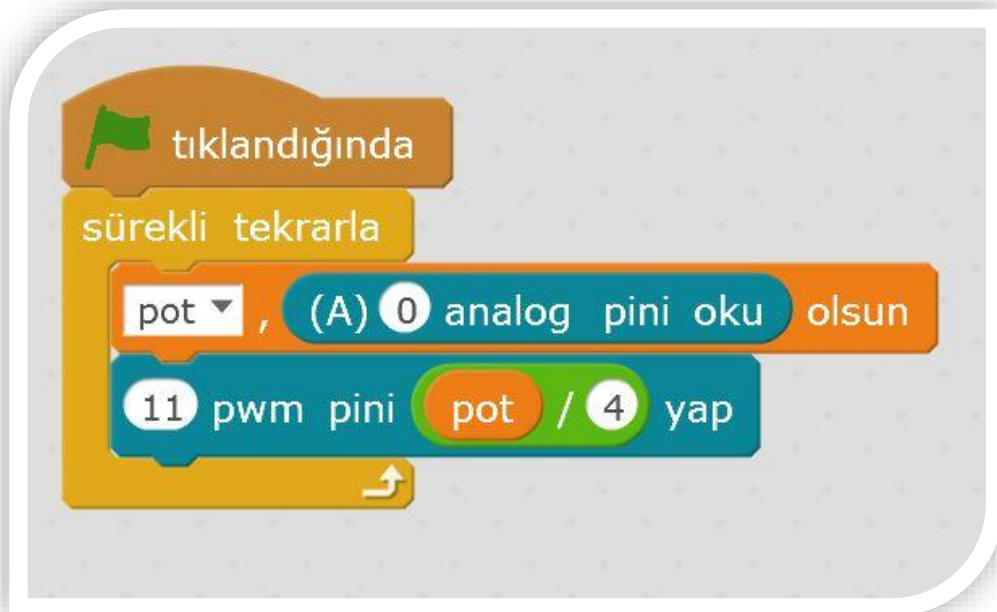 tıklandığında
sürekli tekrarla
pot , (A) 0 analog pini oku olsun
11 pwm pini pot / 4 yap